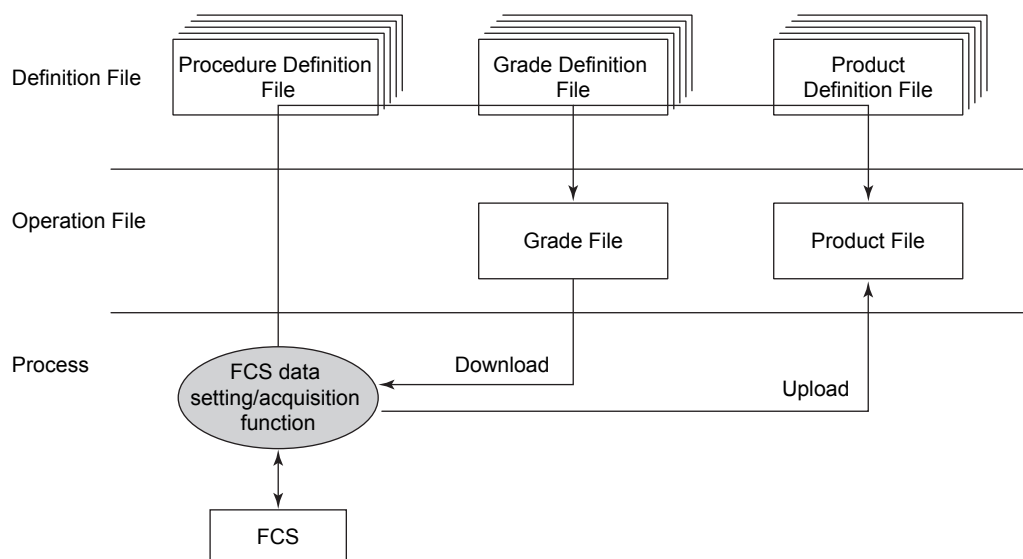 Definition File
Procedure Definition
File
Grade Definition
File
Product
Definition File
Operation File
Grade File
Product File
Process
FCS data
setting/acquisition
function
Download
Upload
FCS